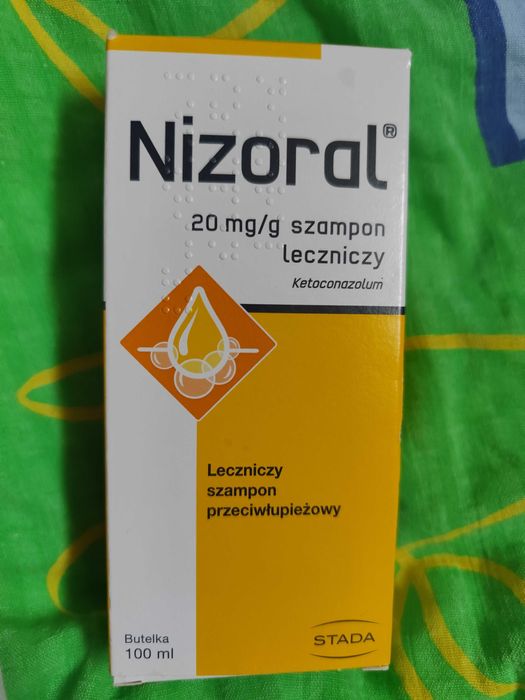 Nizoral®
20 mg/g szampon
leczniczy
Ketoconazolum
Leczniczy
szampon
przeciwłupieżowy
Butelka
100 ml
STADA